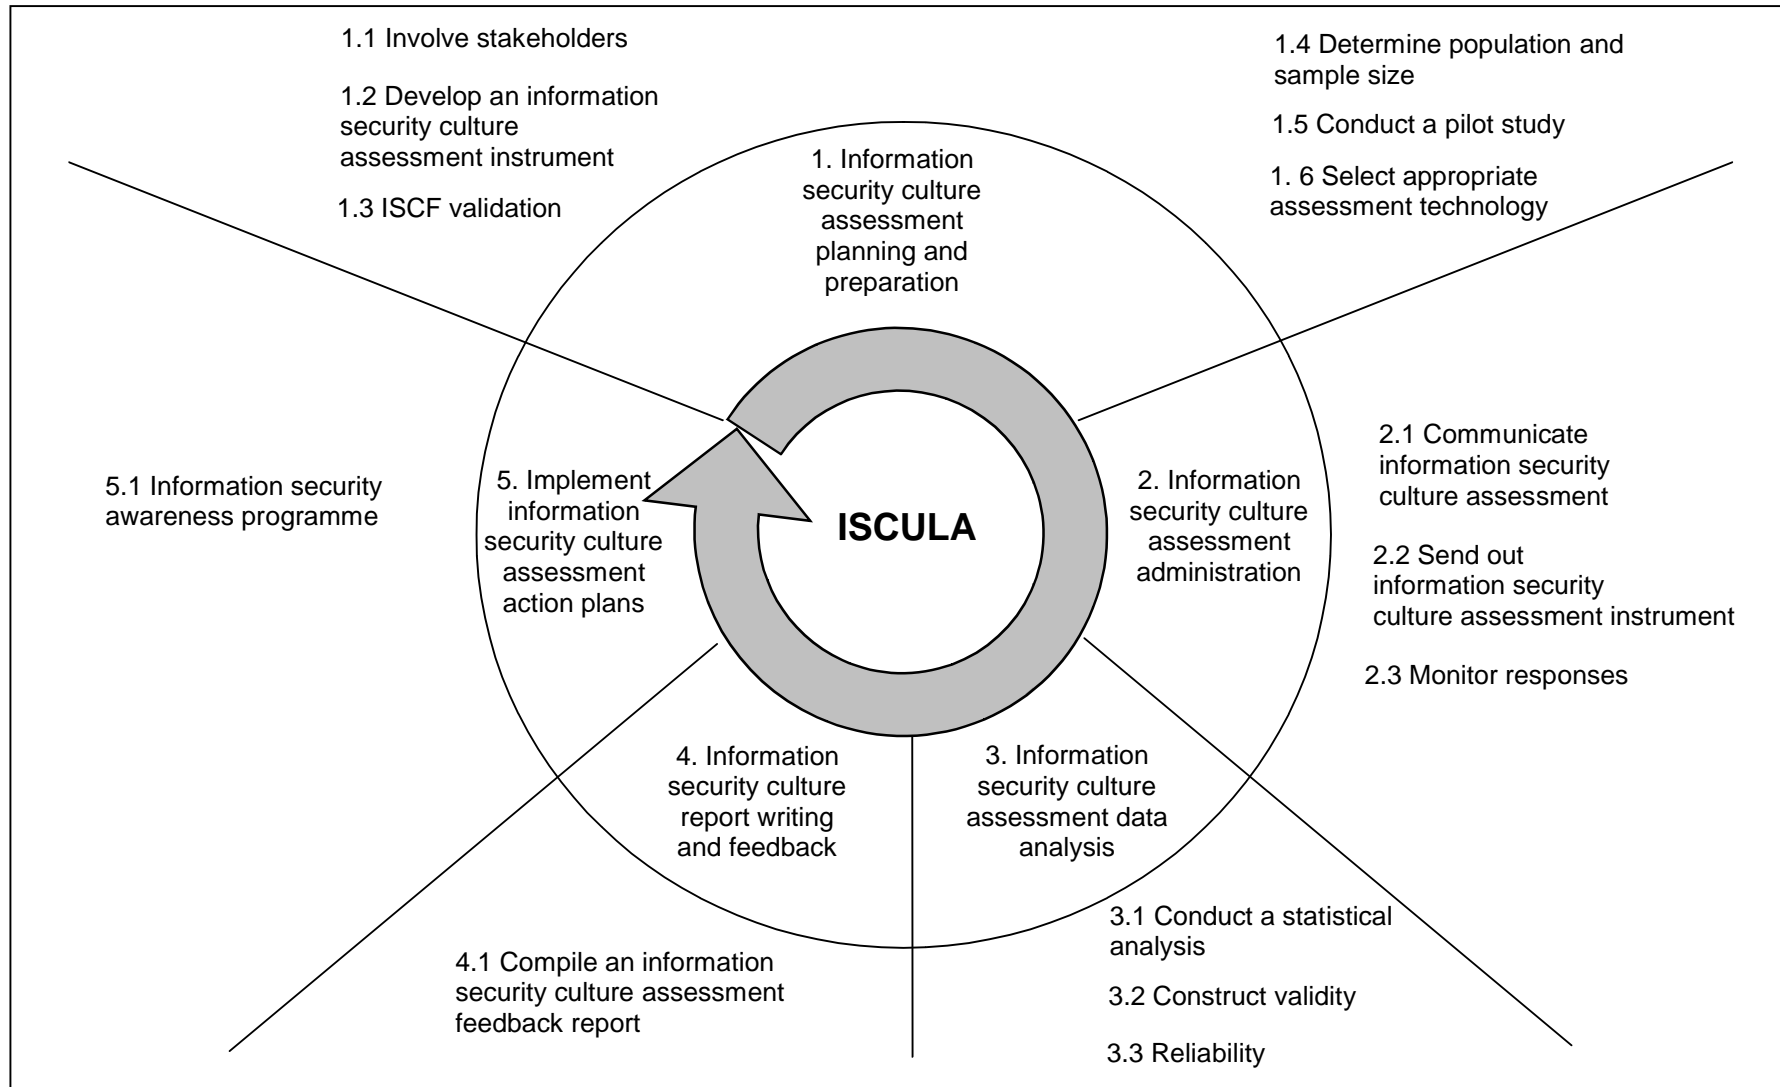 1.1 Involve stakeholders
1.2 Develop an information
security culture
assessment instrument
1.3 ISCF validation
1.4 Determine population and
sample size
1.5 Conduct a pilot study
1. 6 Select appropriate
assessment technology
1. Information
security culture
assessment
planning and
preparation
2. Information
security culture
assessment
administration
2.1 Communicate
information security
culture assessment
2.2 Send out
information security
culture assessment instrument
2.3 Monitor responses
ISCULA
3. Information
security culture
assessment data
analysis
3.1 Conduct a statistical
analysis
3.2 Construct validity
3.3 Reliability
4. Information
security culture
report writing
and feedback
4.1 Compile an information
security culture assessment
feedback report
5. Implement
information
security culture
assessment
action plans
5.1 Information security
awareness programme